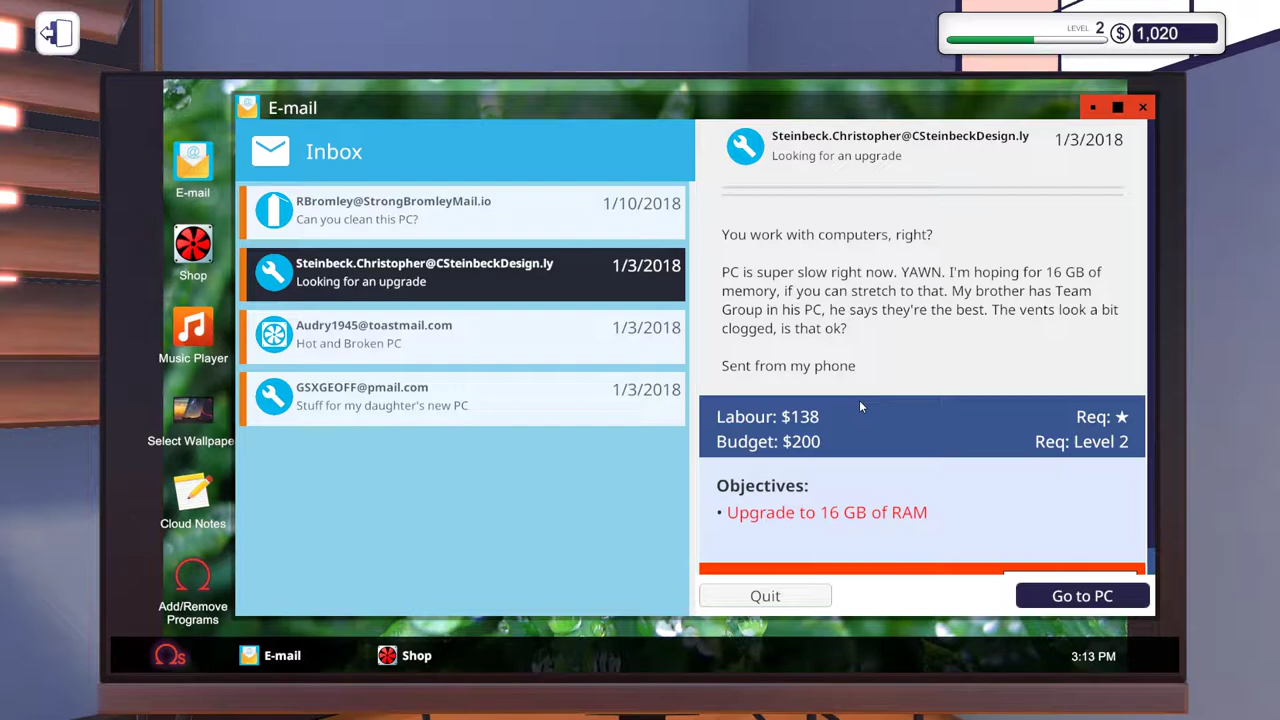 LEVEL 2 $ 1,020
E-mail
Inbox
RBromley@StrongBromleyMail.io 1/10/2018
Can you clean this PC?
Steinbeck.Christopher@CSteinbeckDesign.ly 1/3/2018
Looking for an upgrade
Audry1945@toastmail.com 1/3/2018
Hot and Broken PC
GSXGEOFF@pmail.com 1/3/2018
Stuff for my daughter's new PC
Steinbeck.Christopher@CSteinbeckDesign.ly 1/3/2018
Looking for an upgrade
You work with computers, right?
PC is super slow right now. YAWN. I'm hoping for 16 GB of
memory, if you can stretch to that. My brother has Team
Group in his PC, he says they're the best. The vents look a bit
clogged, is that ok?
Sent from my phone
Labour: $138 Req: ★
Budget: $200 Req: Level 2
Objectives:
• Upgrade to 16 GB of RAM
Quit Go to PC
E-mail
Shop
Music Player
Select Wallpape
Cloud Notes
Add/Remove
Programs
Ωs E-mail Shop 3:13 PM